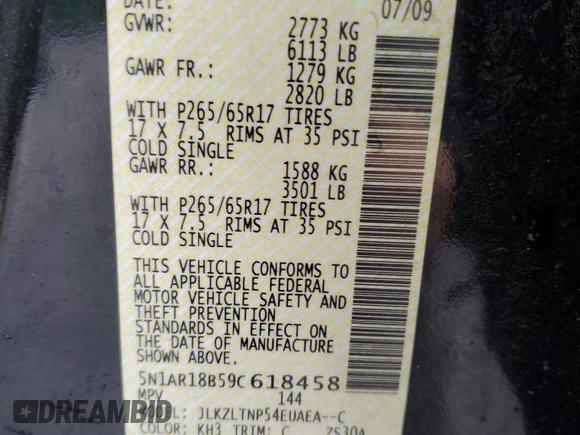 DATE: 07/09
GVWR: 2773 KG
6113 LB
GAWR FR.: 1279 KG
2820 LB
WITH P265/65R17 TIRES
17 X 7.5 RIMS AT 35 PSI
COLD SINGLE
GAWR RR.: 1588 KG
3501 LB
WITH P265/65R17 TIRES
17 X 7.5 RIMS AT 35 PSI
COLD SINGLE
THIS VEHICLE CONFORMS TO
ALL APPLICABLE FEDERAL
MOTOR VEHICLE SAFETY AND
THEFT PREVENTION
STANDARDS IN EFFECT ON
THE DATE OF MANUFACTURE
SHOWN ABOVE.
5N1AR18B59C618458
MPV 144
MODEL: JLKZLTNP54EUAEA--C
COLOR: KH3 TRIM: C ZS30A
DREAMBID